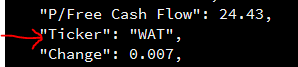 "P/Free Cash Flow": 24.43,
"Ticker": "WAT",
"Change": 0.007,